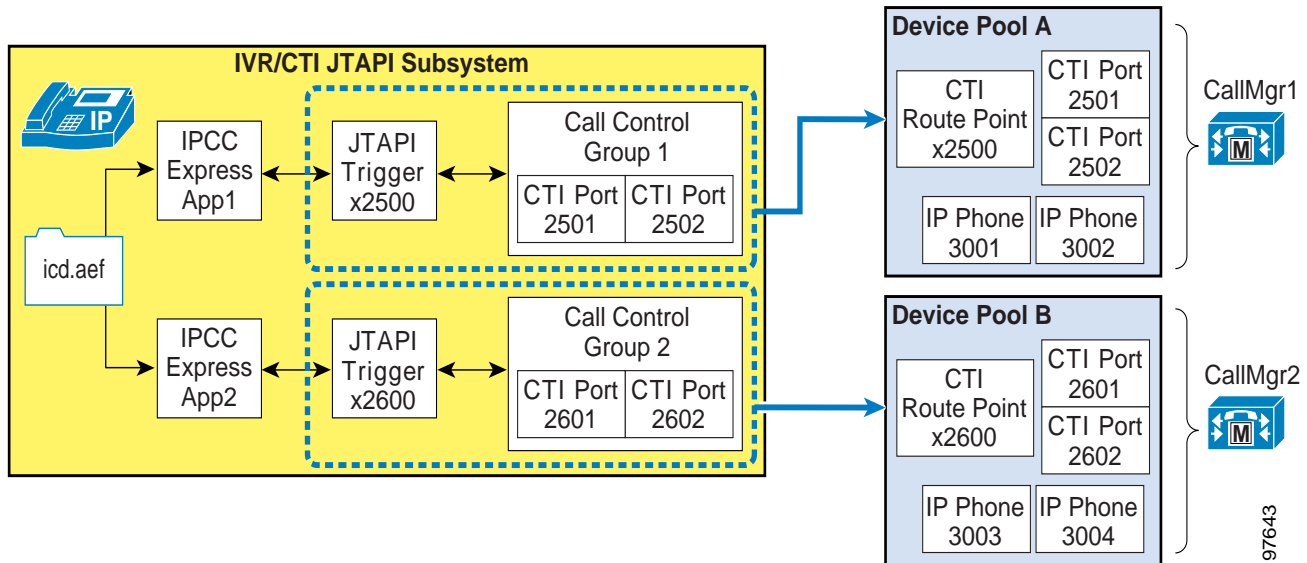 IVR/CTI JTAPI Subsystem
IP
icd.aef
IPCC
Express
App1
JTAPI
Trigger
x2500
Call Control
Group 1
CTI Port
2501
CTI Port
2502
IPCC
Express
App2
JTAPI
Trigger
x2600
Call Control
Group 2
CTI Port
2601
CTI Port
2602
Device Pool A
CTI
Route Point
x2500
CTI Port
2501
CTI Port
2502
IP Phone
3001
IP Phone
3002
CallMgr1
M
Device Pool B
CTI
Route Point
x2600
CTI Port
2601
CTI Port
2602
IP Phone
3003
IP Phone
3004
CallMgr2
M
97643